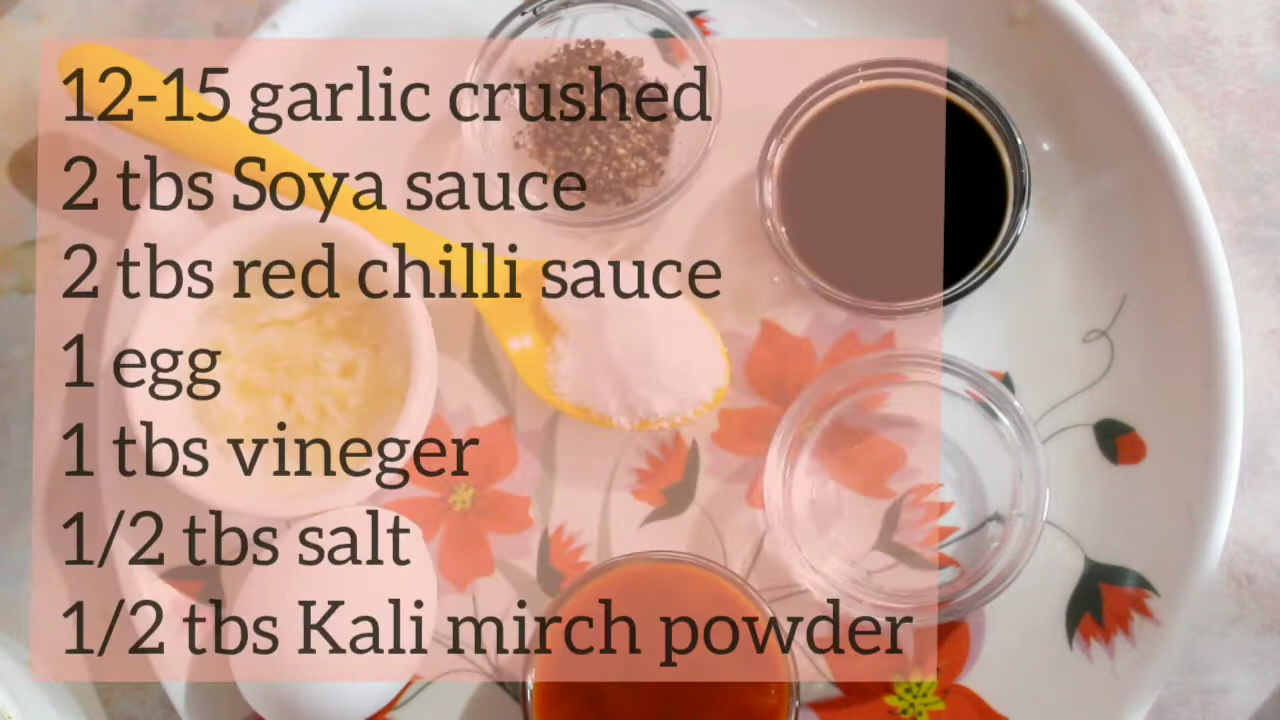 12-15 garlic crushed
2 tbs Soya sauce
2 tbs red chilli sauce
1 egg
1 tbs vineger
1/2 tbs salt
1/2 tbs Kali mirch powder